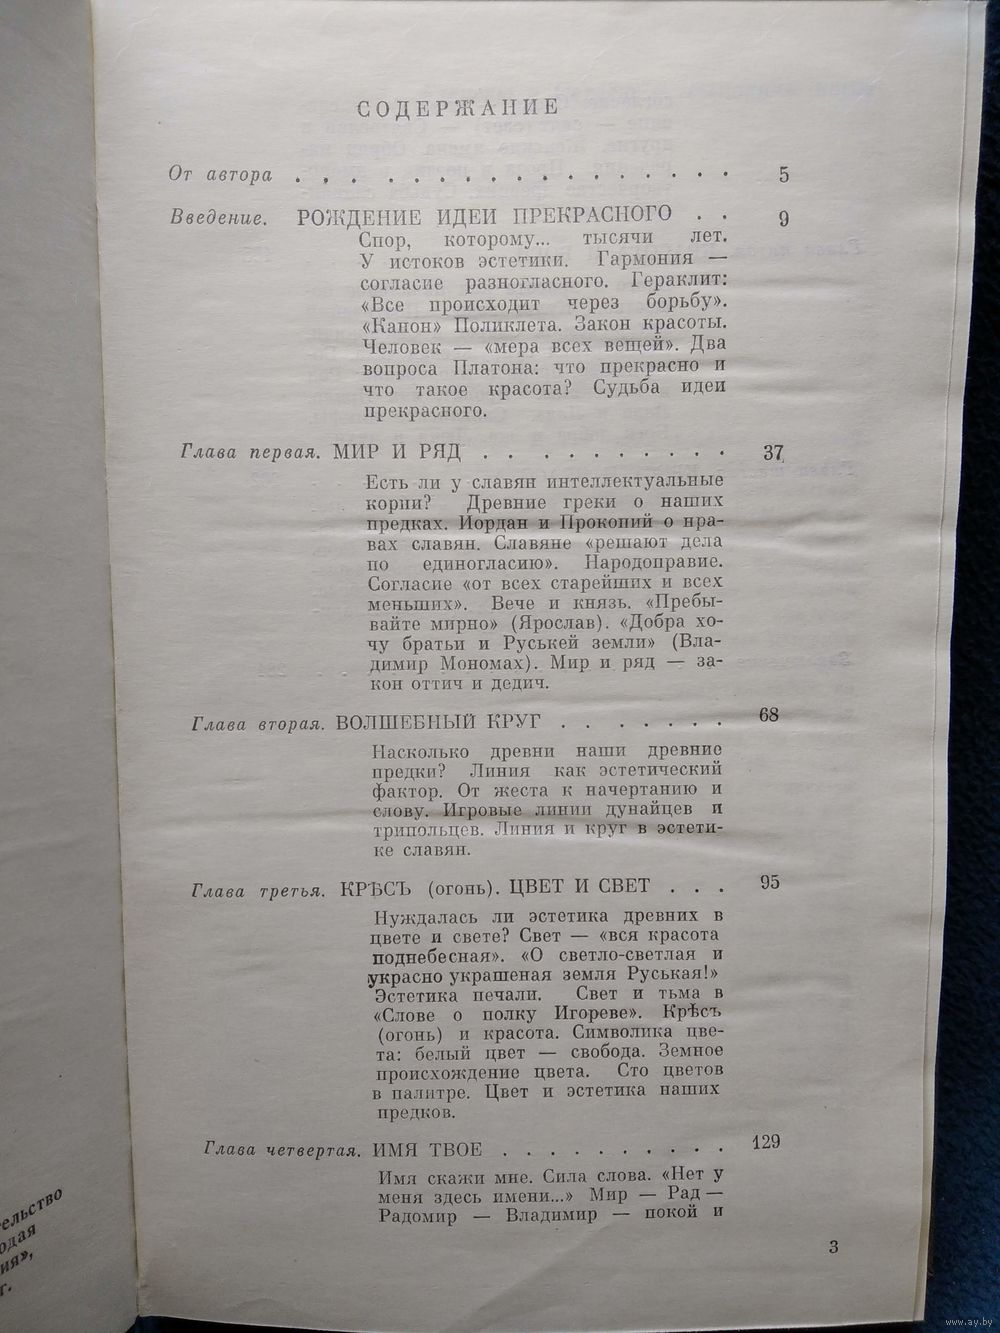 СОДЕРЖАНИЕ
От автора . . . . . . . . . . . . . . . . . . 5
Введение. РОЖДЕНИЕ ИДЕИ ПРЕКРАСНОГО . . 9
Спор, которому... тысячи лет.
У истоков эстетики. Гармония —
согласие разногласного. Гераклит:
«Все происходит через борьбу».
«Канон» Поликлета. Закон красоты.
Человек — «мера всех вещей». Два
вопроса Платона: что прекрасно и
что такое красота? Судьба идеи
прекрасного.
Глава первая. МИР И РЯД . . . . . . . . . 37
Есть ли у славян интеллектуальные
корни? Древние греки о наших
предках. Иордан и Прокопий о нра-
вах славян. Славяне «решают дела
по единогласию». Народоправие.
Согласие «от всех старейших и всех
меньших». Вече и князь. «Пребы-
вайте мирно» (Ярослав). «Добра хо-
чу братьи и Руськей земли» (Вла-
димир Мономах). Мир и ряд — за-
кон оттич и дедич.
Глава вторая. ВОЛШЕБНЫЙ КРУГ . . . . . . . 68
Насколько древни наши древние
предки? Линия как эстетический
фактор. От жеста к начертанию и
слову. Игровые линии дунайцев и
трипольцев. Линия и круг в эстети-
ке славян.
Глава третья. КРѢСЪ (огонь). ЦВЕТ И СВЕТ . . . 95
Нуждалась ли эстетика древних в
цвете и свете? Свет — «вся красота
поднебесная». «О светло-светлая и
украсно украшеная земля Руськая!»
Эстетика печали. Свет и тьма в
«Слове о полку Игореве». Крѣсъ
(огонь) и красота. Символика цве-
та: белый цвет — свобода. Земное
происхождение цвета. Сто цветов
в палитре. Цвет и эстетика наших
предков.
Глава четвертая. ИМЯ ТВОЕ . . . . . . . . . . 129
Имя скажи мне. Сила слова. «Нет у
меня здесь имени...» Мир — Рад —
Радомир — Владимир — покой и
3
www.ay.by